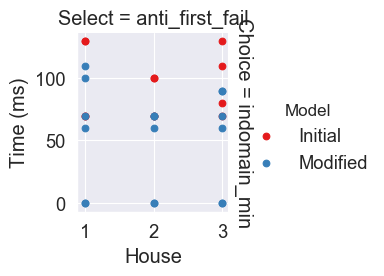 Select = anti_first_fail
Choice = indomain_min
Time (ms)
100
50
0
1 2 3
House
Model
Initial
Modified